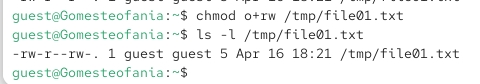 guest@Gomesteofania:~$ chmod o+rw /tmp/file01.txt
guest@Gomesteofania:~$ ls -l /tmp/file01.txt
-rw-r--rw-. 1 guest guest 5 Apr 16 18:21 /tmp/file01.txt
guest@Gomesteofania:~$